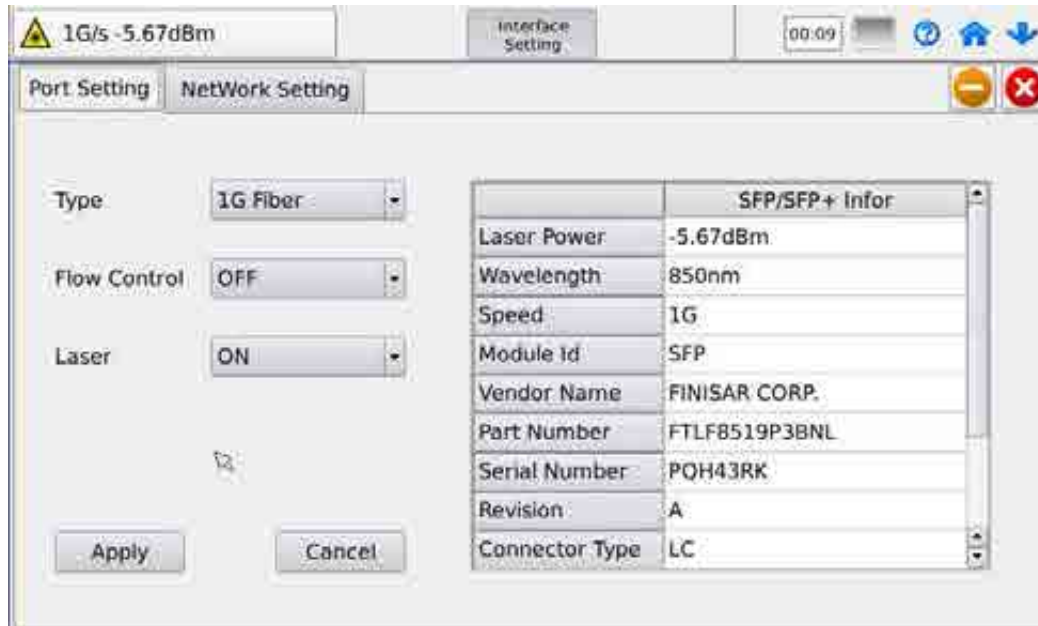 1G/s -5.67dBm
Interface
Setting
00:09
Port Setting
NetWork Setting
Type
1G Fiber
Flow Control
OFF
Laser
ON
Apply
Cancel
SFP/SFP+ Infor
Laser Power -5.67dBm
Wavelength 850nm
Speed 1G
Module Id SFP
Vendor Name FINISAR CORP.
Part Number FTLF8519P3BNL
Serial Number PQH43RK
Revision A
Connector Type LC